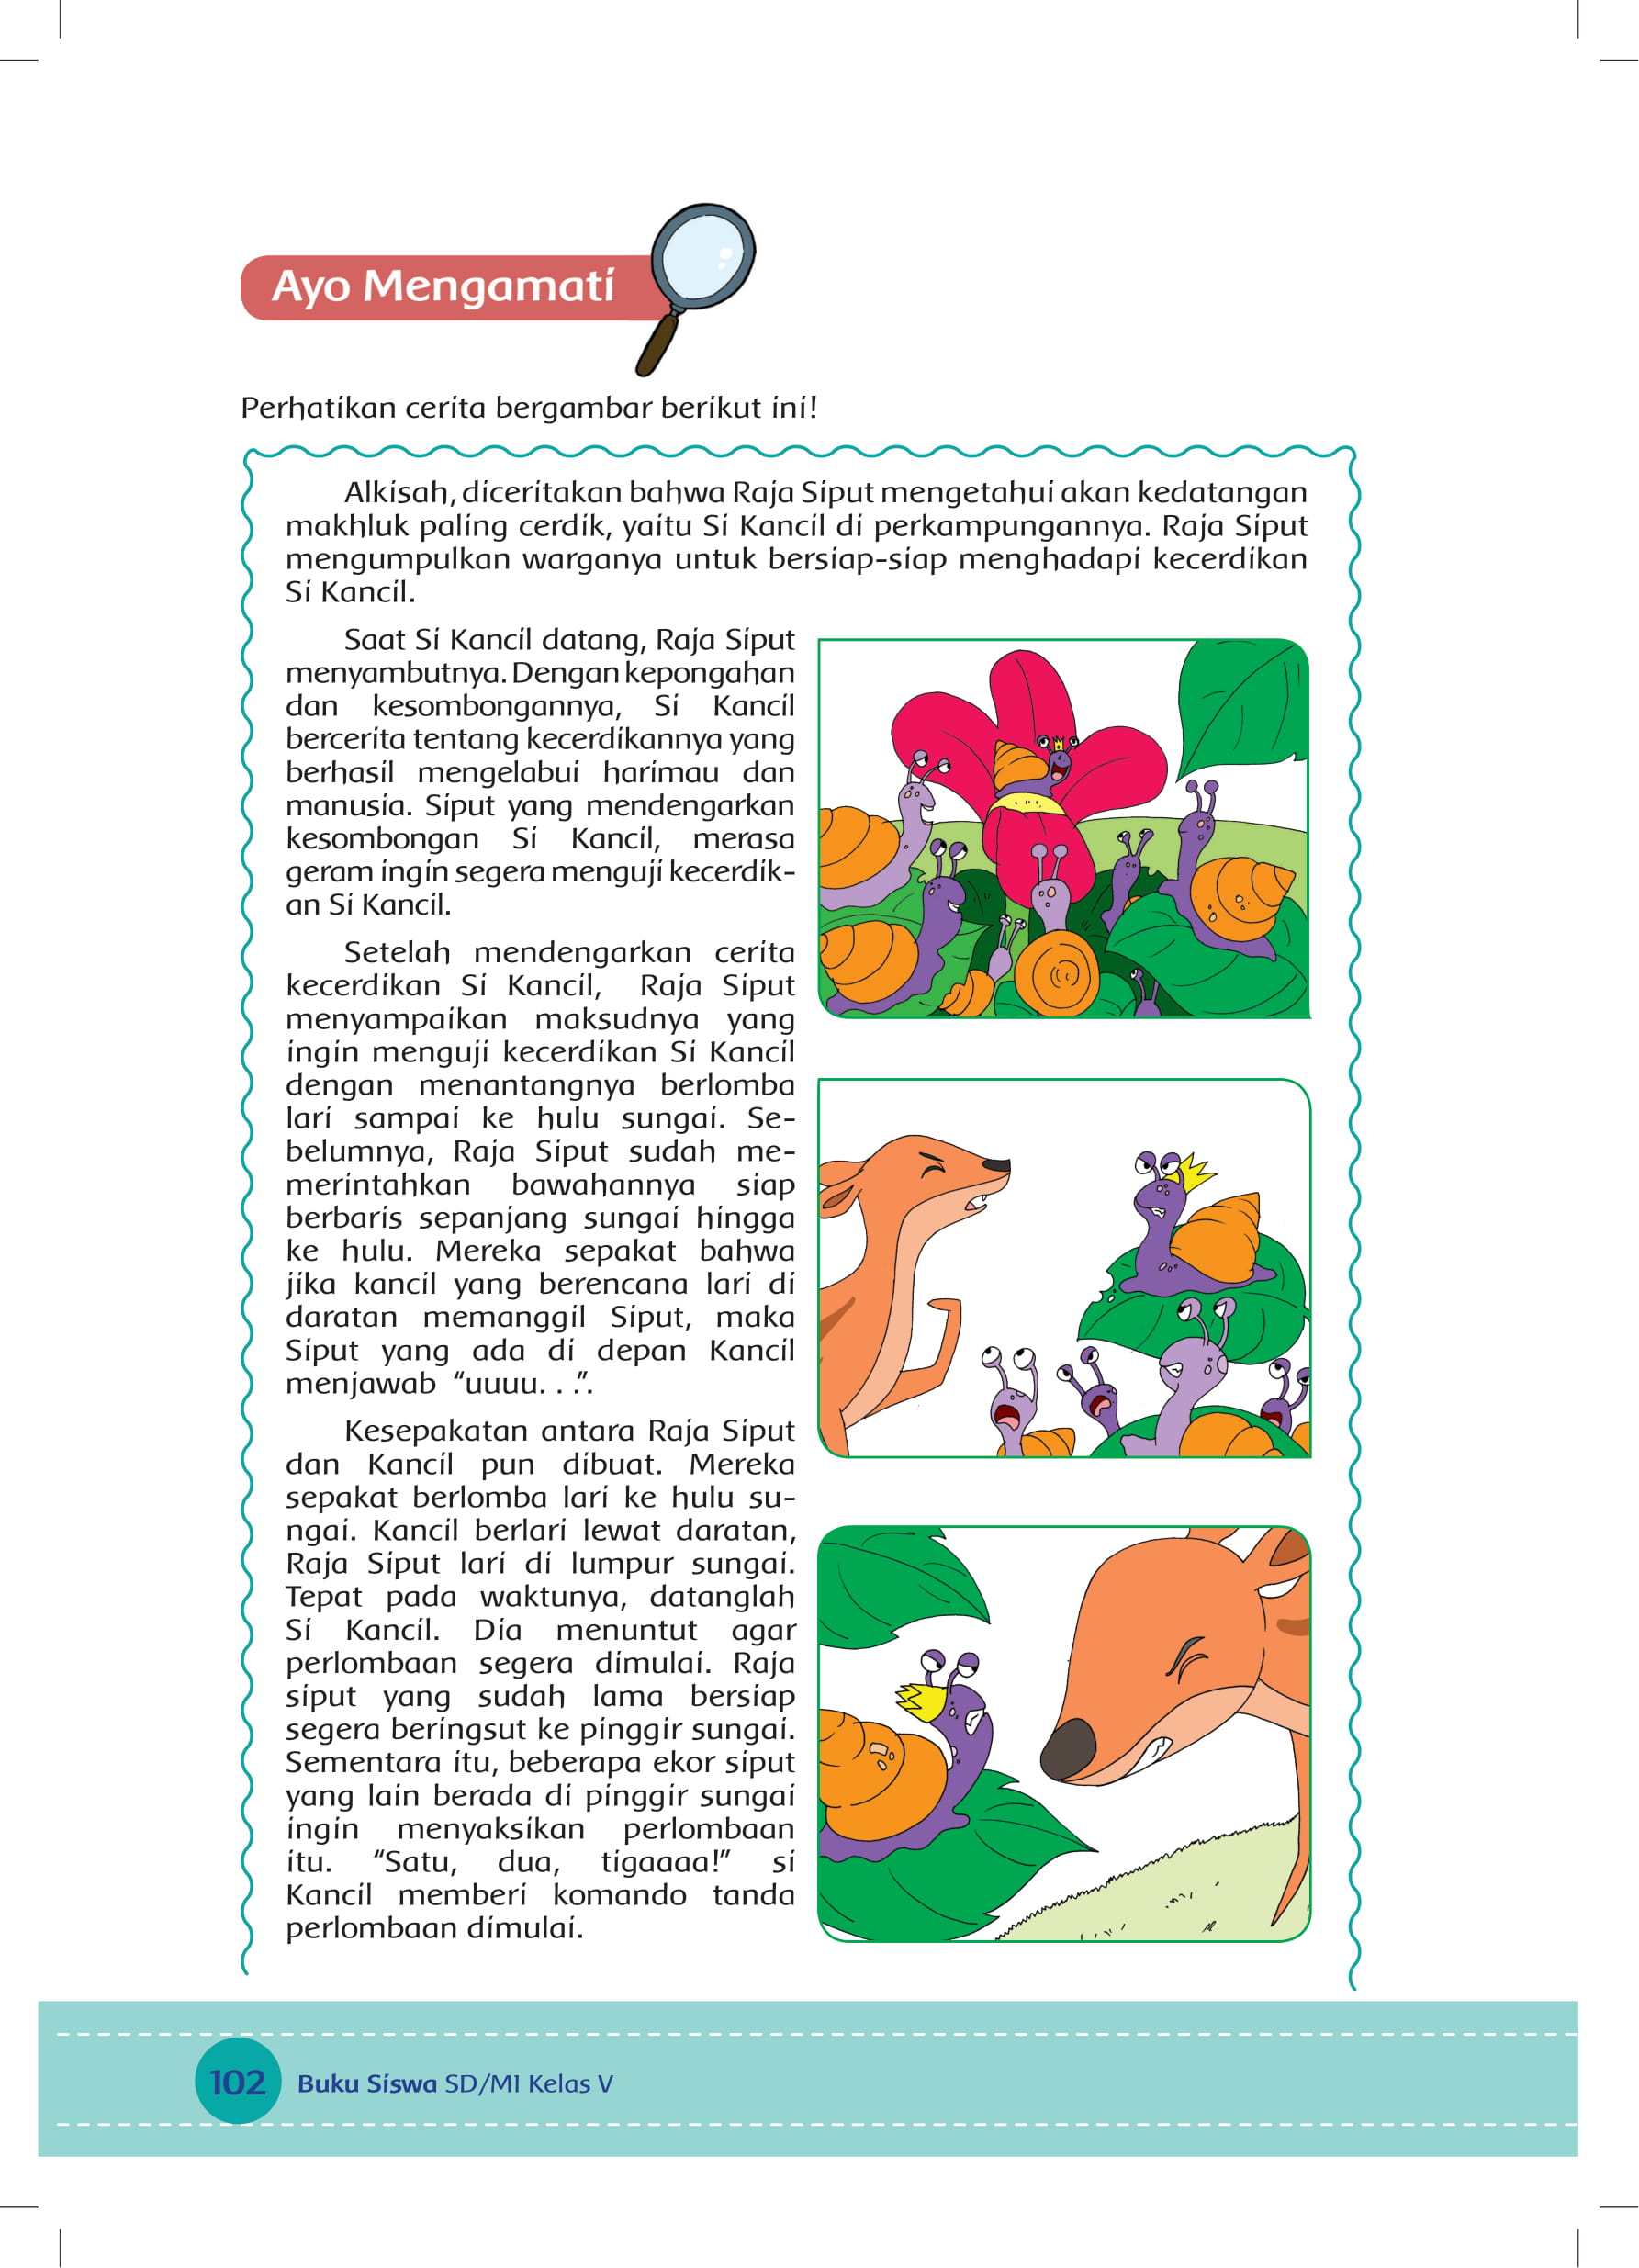 Ayo Mengamati
Perhatikan cerita bergambar berikut ini!
Alkisah, diceritakan bahwa Raja Siput mengetahui akan kedatangan
makhluk paling cerdik, yaitu Si Kancil di perkampungannya. Raja Siput
mengumpulkan warganya untuk bersiap-siap menghadapi kecerdikan
Si Kancil.
Saat Si Kancil datang, Raja Siput
menyambutnya. Dengan kepongahan
dan kesombongannya, Si Kancil
bercerita tentang kecerdikannya yang
berhasil mengelabui harimau dan
manusia. Siput yang mendengarkan
kesombongan Si Kancil, merasa
geram ingin segera menguji kecerdik-
an Si Kancil.
Setelah mendengarkan cerita
kecerdikan Si Kancil, Raja Siput
menyampaikan maksudnya yang
ingin menguji kecerdikan Si Kancil
dengan menantangnya berlomba
lari sampai ke hulu sungai. Se-
belumnya, Raja Siput sudah me-
merintahkan bawahannya siap
berbaris sepanjang sungai hingga
ke hulu. Mereka sepakat bahwa
jika kancil yang berencana lari di
daratan memanggil Siput, maka
Siput yang ada di depan Kancil
menjawab “uuuu. . .”.
Kesepakatan antara Raja Siput
dan Kancil pun dibuat. Mereka
sepakat berlomba lari ke hulu su-
ngai. Kancil berlari lewat daratan,
Raja Siput lari di lumpur sungai.
Tepat pada waktunya, datanglah
Si Kancil. Dia menuntut agar
perlombaan segera dimulai. Raja
siput yang sudah lama bersiap
segera beringsut ke pinggir sungai.
Sementara itu, beberapa ekor siput
yang lain berada di pinggir sungai
ingin menyaksikan perlombaan
itu. “Satu, dua, tigaaaa!” si
Kancil memberi komando tanda
perlombaan dimulai.
102 Buku Siswa SD/MI Kelas V